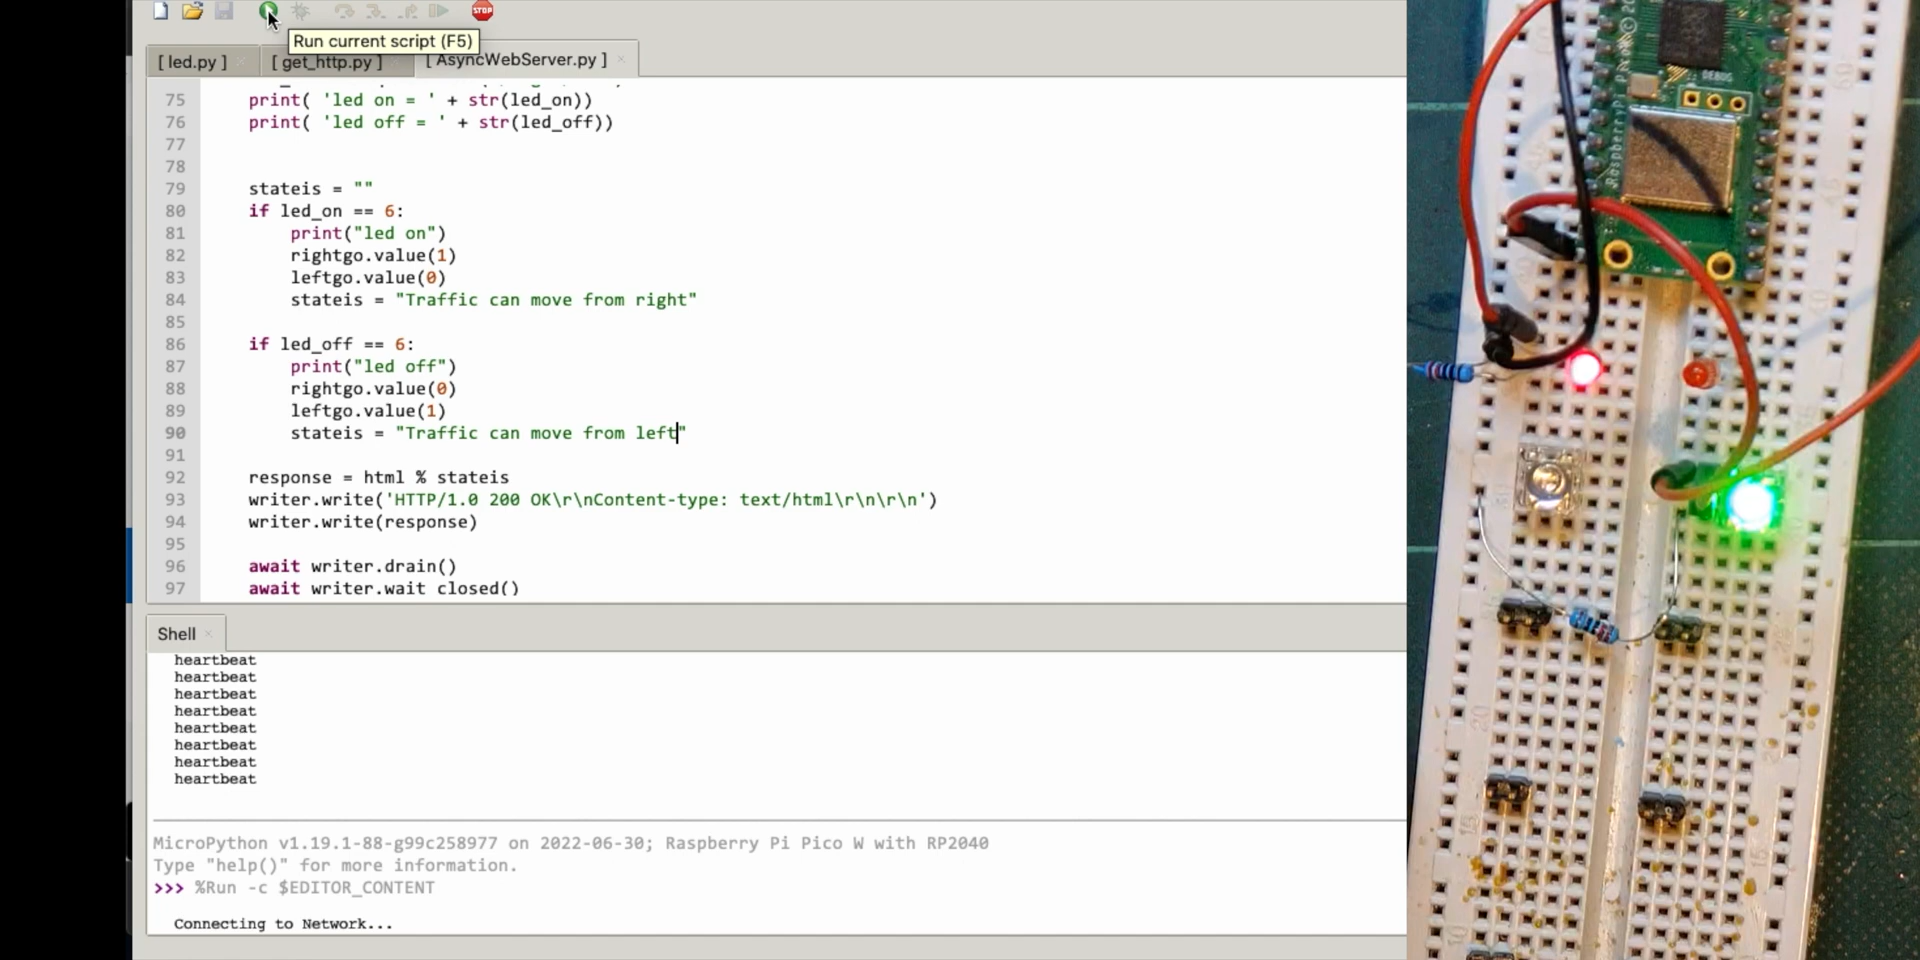 STOP
Run current script (F5)
[ led.py ]
[ get_http.py ]
[ AsyncWebServer.py ]
75 print( 'led on = ' + str(led_on))
76 print( 'led off = ' + str(led_off))
77
78
79 stateis = ""
80 if led_on == 6:
81 print("led on")
82 rightgo.value(1)
83 leftgo.value(0)
84 stateis = "Traffic can move from right"
85
86 if led_off == 6:
87 print("led off")
88 rightgo.value(0)
89 leftgo.value(1)
90 stateis = "Traffic can move from left"
91
92 response = html % stateis
93 writer.write('HTTP/1.0 200 OK\r\nContent-type: text/html\r\n\r\n')
94 writer.write(response)
95
96 await writer.drain()
97 await writer.wait closed()
Shell
heartbeat
heartbeat
heartbeat
heartbeat
heartbeat
heartbeat
heartbeat
heartbeat
MicroPython v1.19.1-88-g99c258977 on 2022-06-30; Raspberry Pi Pico W with RP2040
Type "help()" for more information.
>>> %Run -c $EDITOR_CONTENT
Connecting to Network...
Raspberry Pi Pico
DEBUG